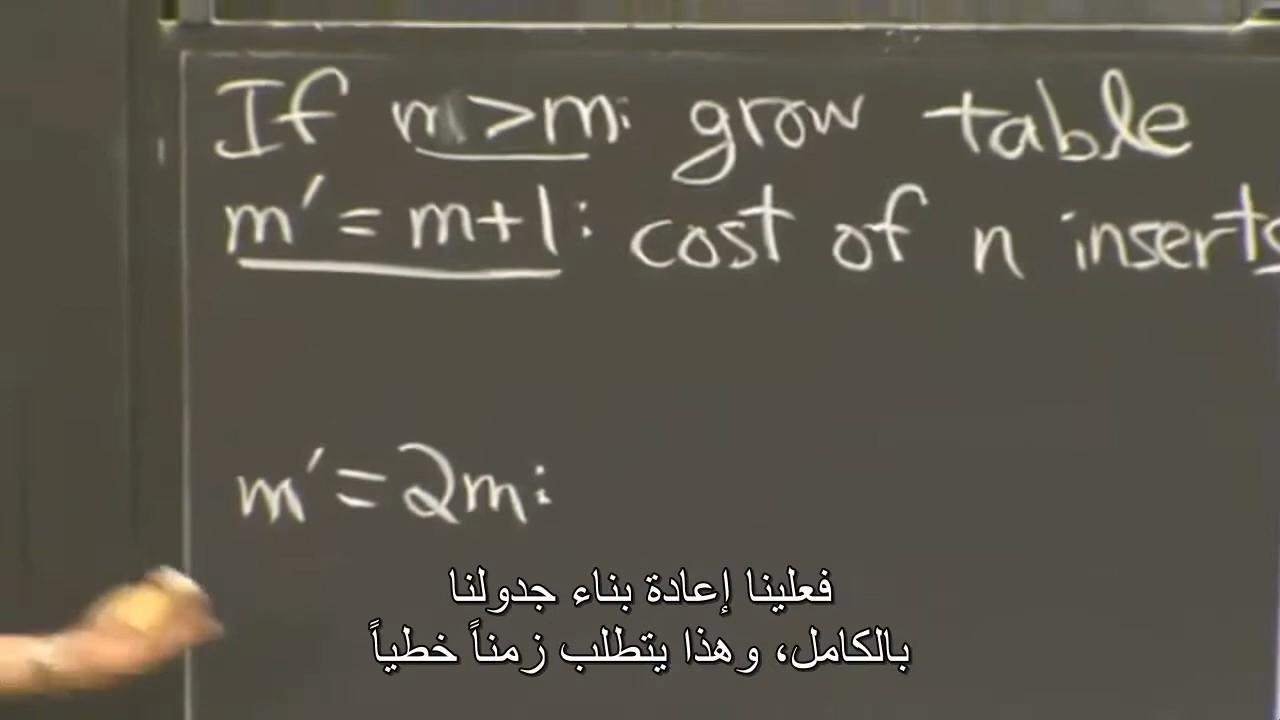 If m > m: grow table
m' = m+1: cost of n inserts
m' = 2m:
فعلينا إعادة بناء جدولنا
بالكامل، وهذا يتطلب زمناً خطياً